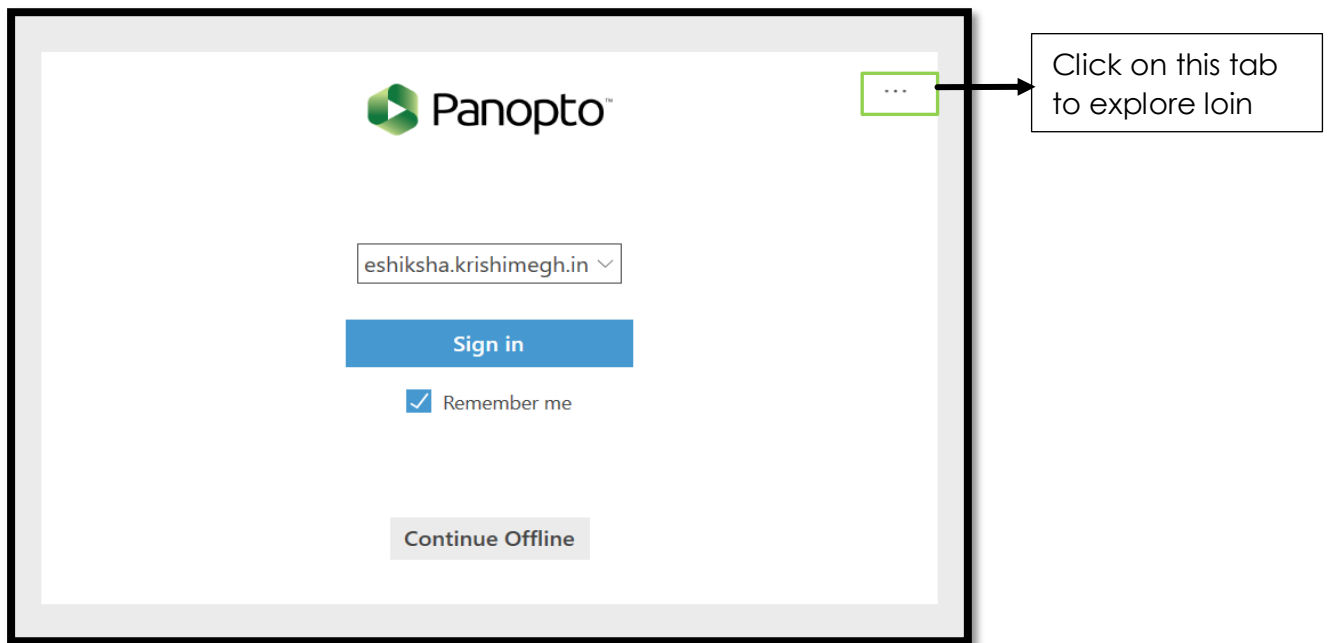 Panopto™
...
Click on this tab
to explore loin
eshiksha.krishimegh.in
Sign in
Remember me
Continue Offline